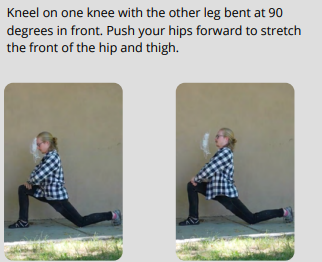 Kneel on one knee with the other leg bent at 90
degrees in front. Push your hips forward to stretch
the front of the hip and thigh.